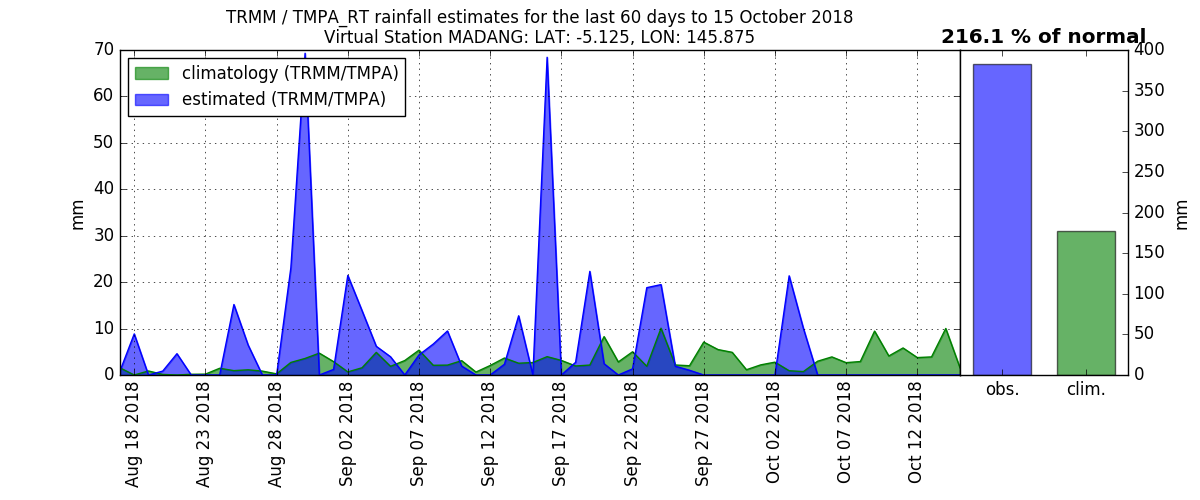 TRMM / TMPA_RT rainfall estimates for the last 60 days to 15 October 2018
Virtual Station MADANG: LAT: -5.125, LON: 145.875
216.1 % of normal
climatology (TRMM/TMPA)
estimated (TRMM/TMPA)
70
60
50
40
30
20
10
0
mm
Aug 18 2018
Aug 23 2018
Aug 28 2018
Sep 02 2018
Sep 07 2018
Sep 12 2018
Sep 17 2018
Sep 22 2018
Sep 27 2018
Oct 02 2018
Oct 07 2018
Oct 12 2018
obs.
clim.
400
350
300
250
200
150
100
50
0
mm